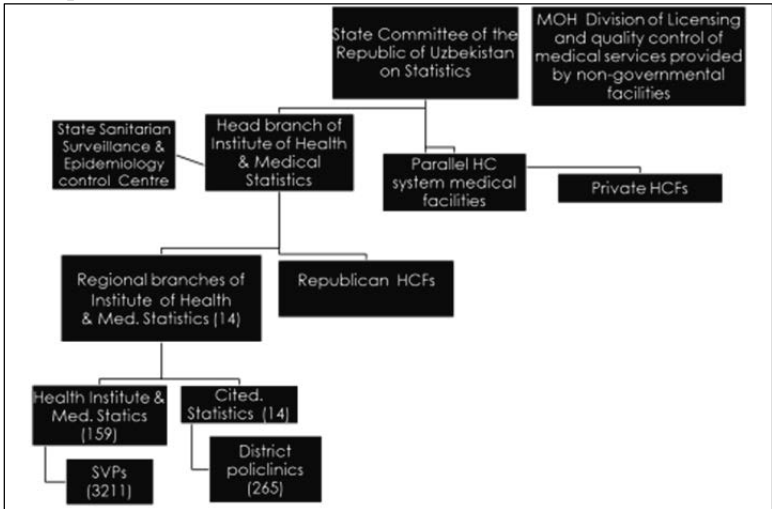 State Committee of the
Republic of Uzbekistan
on Statistics
MOH Division of Licensing
and quality control of
medical services provided
by non-governmental
facilities
State Sanitarian
Surveillance &
Epidemiology
control Centre
Head branch of
Institute of Health
& Medical
Statistics
Parallel HC
system medical
facilities
Private HCFs
Regional branches of
Institute of Health
& Med. Statistics (14)
Republican HCFs
Health Institute &
Med. Statics
(159)
Cited.
Statistics (14)
SVPs
(3211)
District
policlinics
(265)